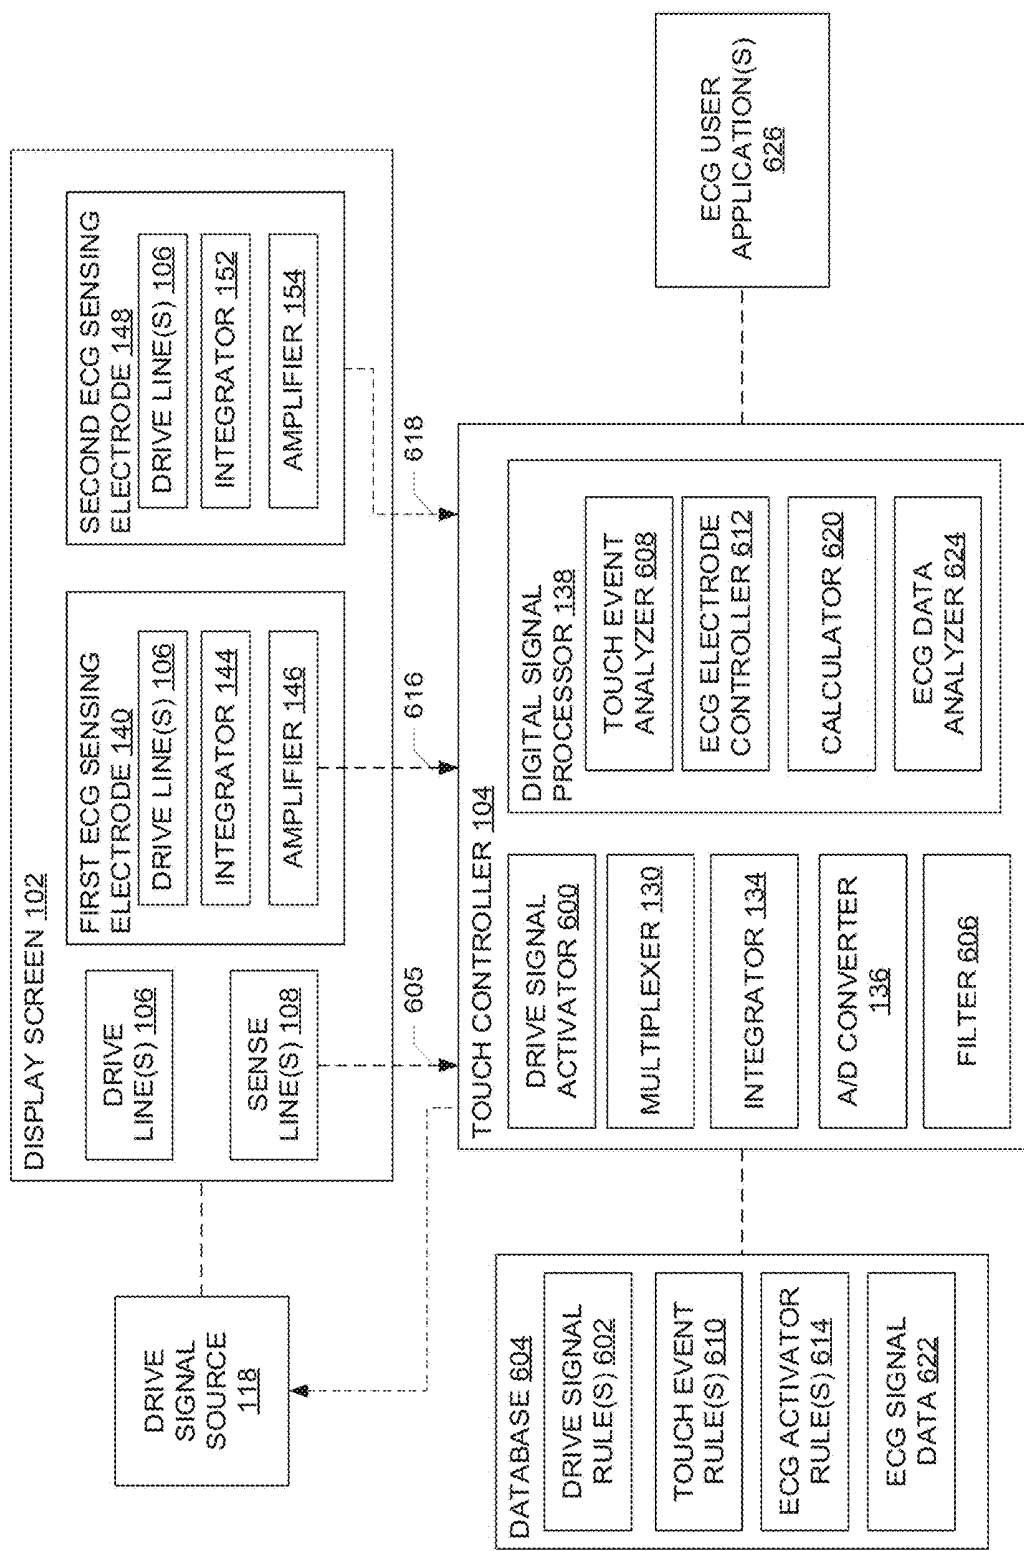 DISPLAY SCREEN 102
DRIVE
LINE(S) 106
SENSE
LINE(S) 108
FIRST ECG SENSING
ELECTRODE 140
DRIVE LINE(S) 106
INTEGRATOR 144
AMPLIFIER 146
SECOND ECG SENSING
ELECTRODE 148
DRIVE LINE(S) 106
INTEGRATOR 152
AMPLIFIER 154
DRIVE
SIGNAL
SOURCE
118
605
616
618
TOUCH CONTROLLER 104
DRIVE SIGNAL
ACTIVATOR 600
MULTIPLEXER 130
INTEGRATOR 134
A/D CONVERTER
136
FILTER 606
DIGITAL SIGNAL
PROCESSOR 138
TOUCH EVENT
ANALYZER 608
ECG ELECTRODE
CONTROLLER 612
CALCULATOR 620
ECG DATA
ANALYZER 624
DATABASE 604
DRIVE SIGNAL
RULE(S) 602
TOUCH EVENT
RULE(S) 610
ECG ACTIVATOR
RULE(S) 614
ECG SIGNAL
DATA 622
ECG USER
APPLICATION(S)
626